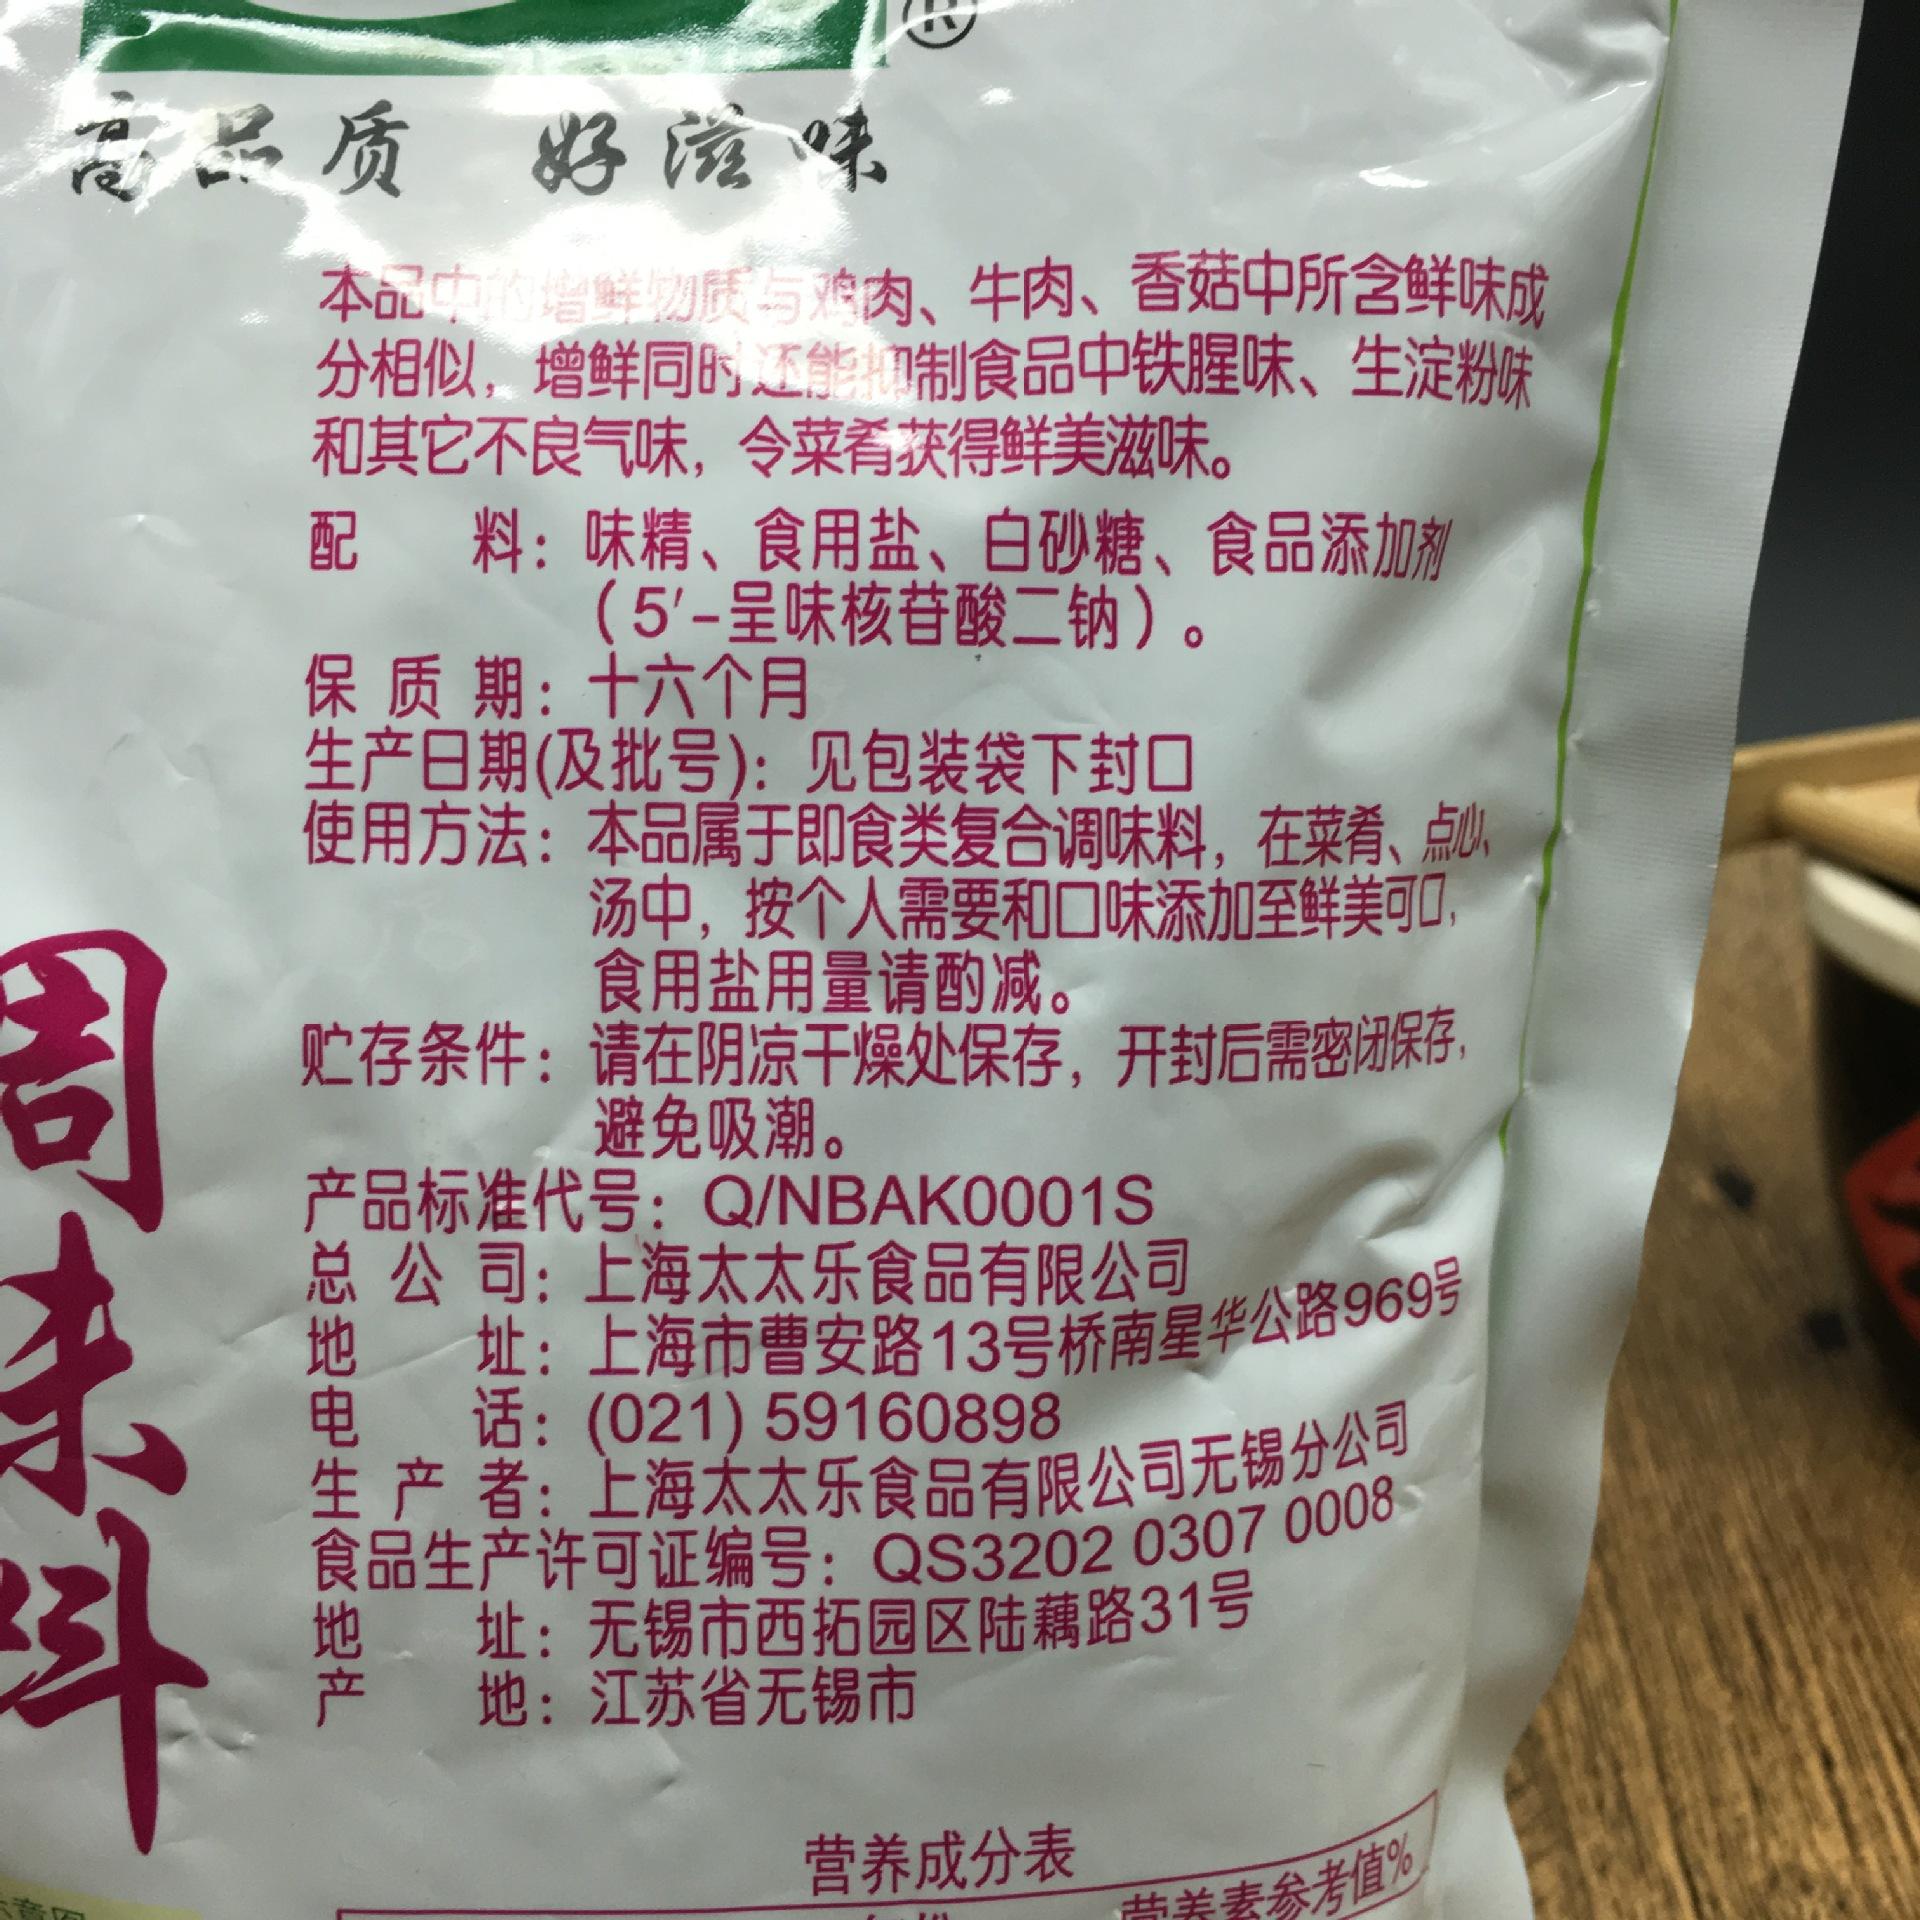 ®
高品质 好滋味
本品中的增鲜物质与鸡肉、牛肉、香菇中所含鲜味成
分相似，增鲜同时还能抑制食品中铁腥味、生淀粉味
和其它不良气味，令菜肴获得鲜美滋味。
配 料：味精、食用盐、白砂糖、食品添加剂
（5′-呈味核苷酸二钠）。
保 质 期：十六个月
生产日期(及批号)：见包装袋下封口
使用方法：本品属于即食类复合调味料，在菜肴、点心、
汤中，按个人需要和口味添加至鲜美可口，
食用盐用量请酌减。
贮存条件：请在阴凉干燥处保存，开封后需密闭保存，
避免吸潮。
产品标准代号：Q/NBAK0001S
总 公 司：上海太太乐食品有限公司
地 址：上海市曹安路13号桥南星华公路969号
电 话：(021) 59160898
生 产 者：上海太太乐食品有限公司无锡分公司
食品生产许可证编号：QS3202 0307 0008
地 址：无锡市西拓园区陆藕路31号
产 地：江苏省无锡市
调味料
营养成分表
营养素参考值%
意图